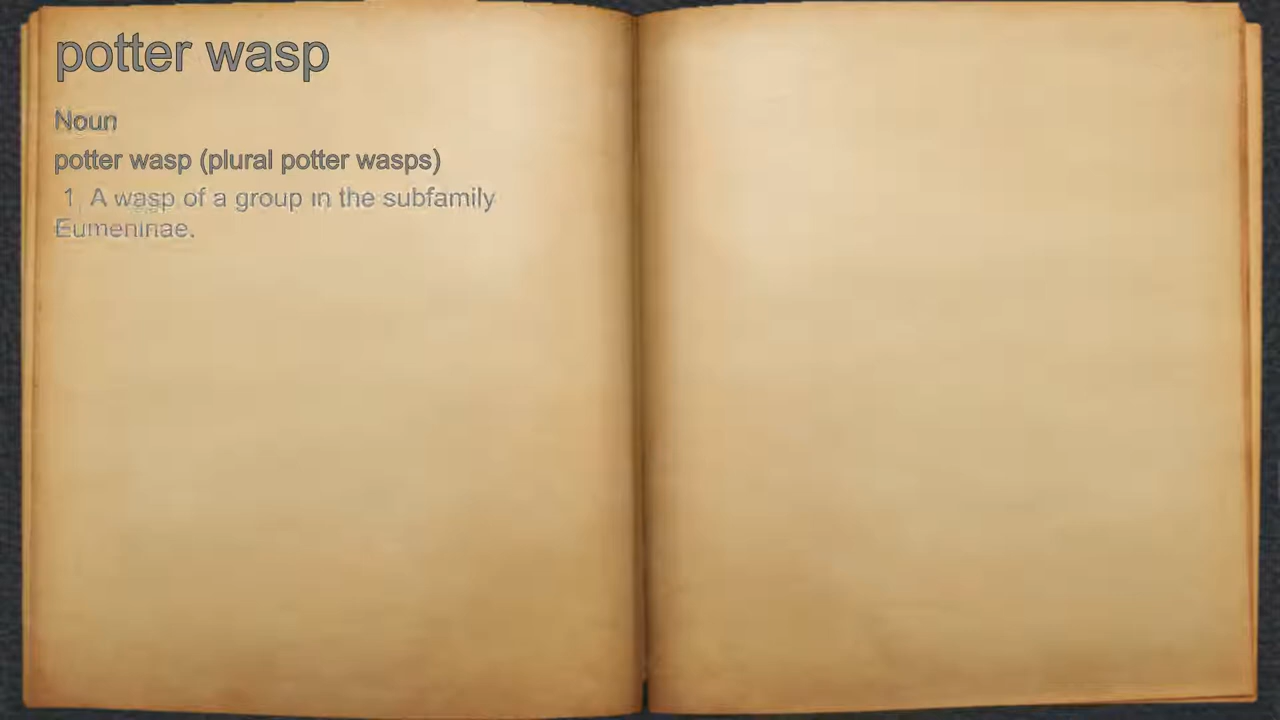 potter wasp
Noun
potter wasp (plural potter wasps)
1 A wasp of a group in the subfamily
Eumeninae.